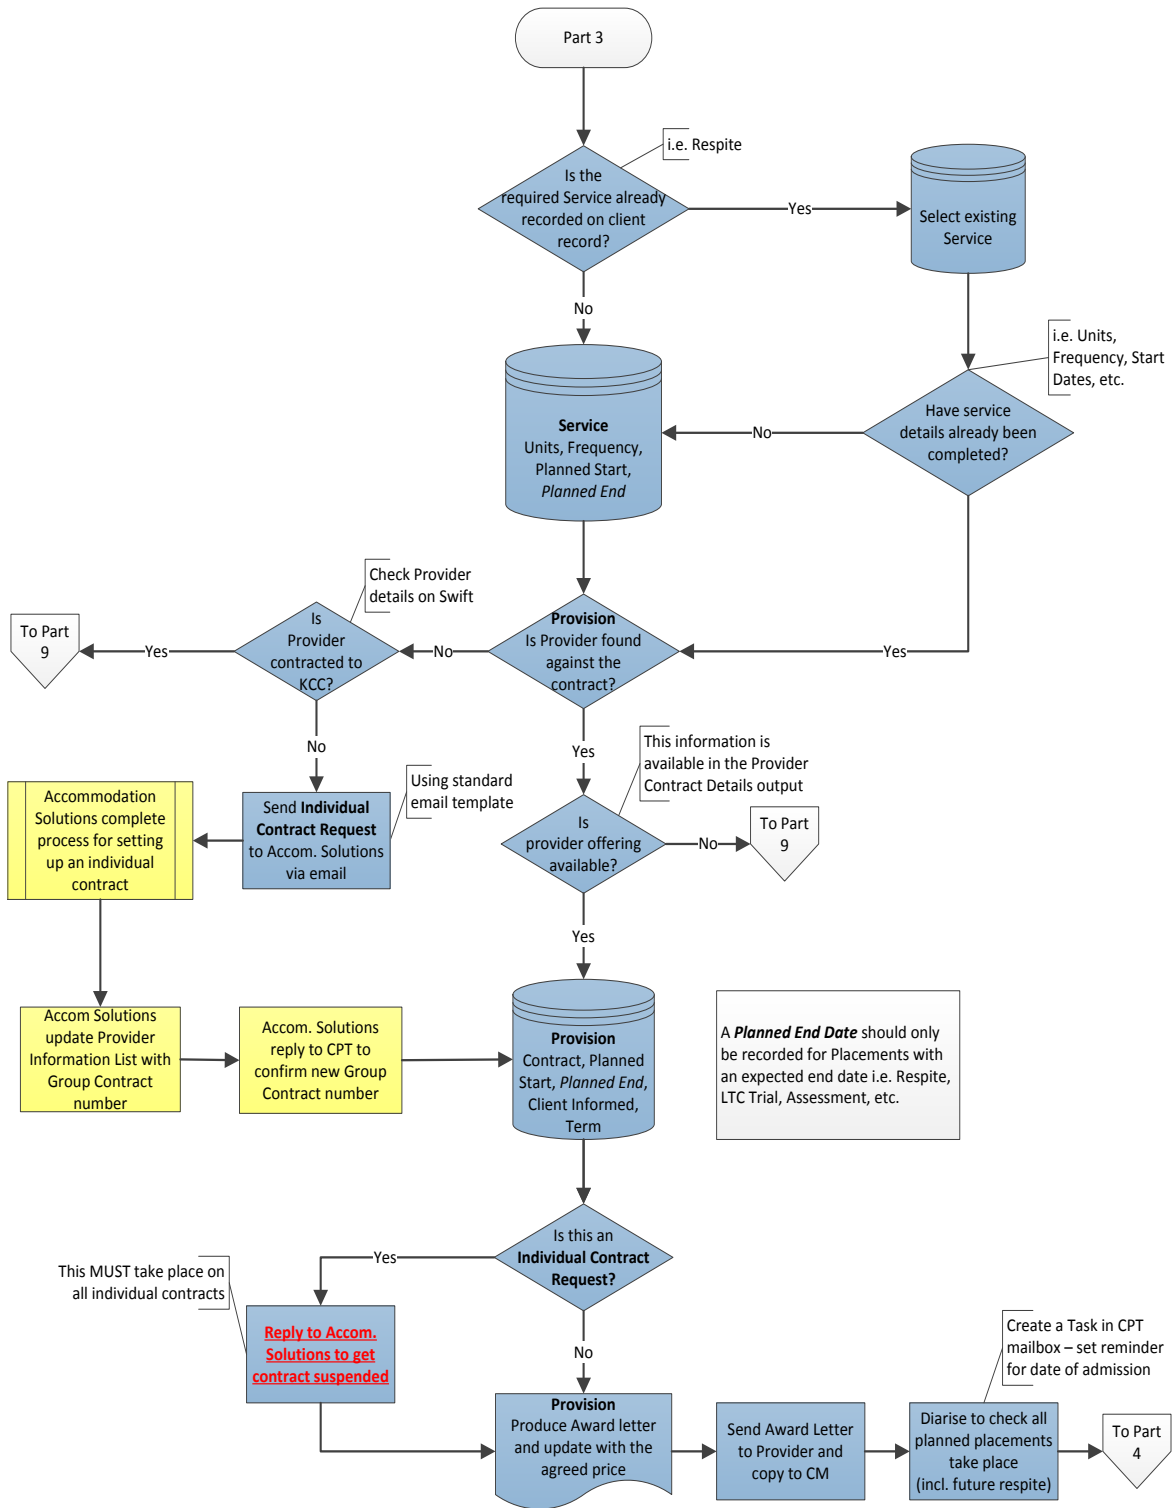 Part 3
i.e. Respite
Is the
required Service already
recorded on client
record?
Yes
Select existing
Service
No
i.e. Units,
Frequency, Start
Dates, etc.
Service
Units, Frequency,
Planned Start,
Planned End
No
Have service
details already been
completed?
Check Provider
details on Swift
To Part
9
Yes
Is
Provider
contracted to
KCC?
No
Provision
Is Provider found
against the
contract?
Yes
No
Yes
This information is
available in the Provider
Contract Details output
Accommodation
Solutions complete
process for setting
up an individual
contract
Send Individual
Contract Request
to Accom. Solutions
via email
Using standard
email template
Is
provider offering
available?
No
To Part
9
Yes
Accom Solutions
update Provider
Information List with
Group Contract
number
Accom. Solutions
reply to CPT to
confirm new Group
Contract number
Provision
Contract, Planned
Start, Planned End,
Client Informed,
Term
A Planned End Date should only
be recorded for Placements with
an expected end date i.e. Respite,
LTC Trial, Assessment, etc.
Is this an
Individual Contract
Request?
Yes
This MUST take place on
all individual contracts
Reply to Accom.
Solutions to get
contract suspended
No
Create a Task in CPT
mailbox – set reminder
for date of admission
Provision
Produce Award letter
and update with the
agreed price
Send Award Letter
to Provider and
copy to CM
Diarise to check all
planned placements
take place
(incl. future respite)
To Part
4